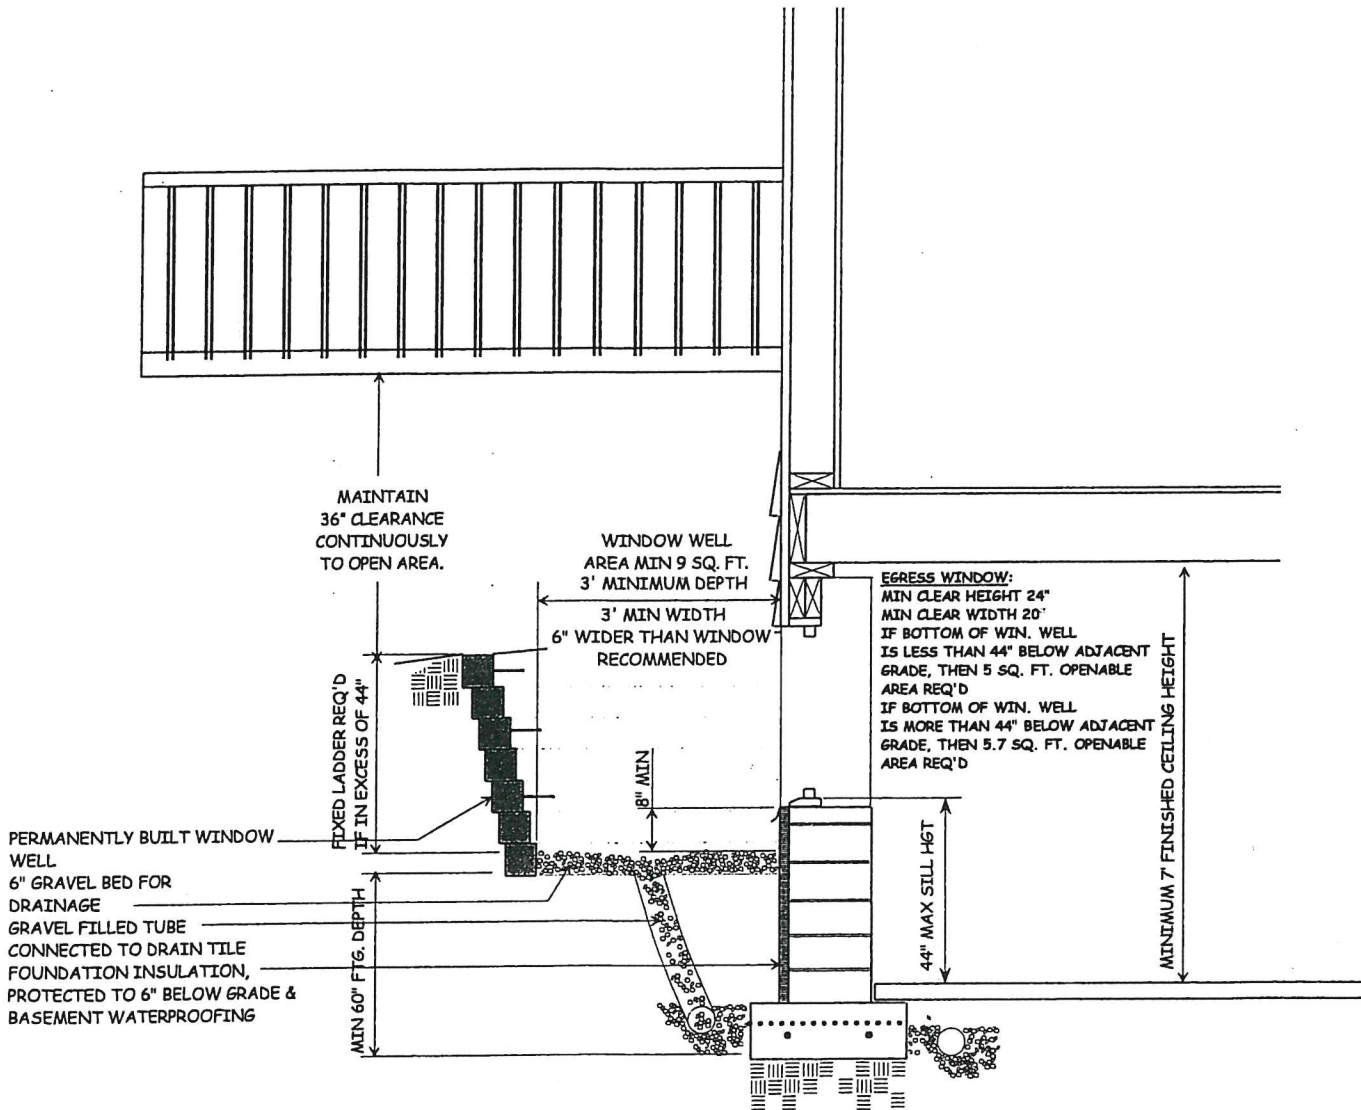 MAINTAIN
36" CLEARANCE
CONTINUOUSLY
TO OPEN AREA.
WINDOW WELL
AREA MIN 9 SQ. FT.
3' MINIMUM DEPTH
3' MIN WIDTH
6" WIDER THAN WINDOW
RECOMMENDED
EGRESS WINDOW:
MIN CLEAR HEIGHT 24"
MIN CLEAR WIDTH 20"
IF BOTTOM OF WIN. WELL
IS LESS THAN 44" BELOW ADJACENT
GRADE, THEN 5 SQ. FT. OPENABLE
AREA REQ'D
IF BOTTOM OF WIN. WELL
IS MORE THAN 44" BELOW ADJACENT
GRADE, THEN 5.7 SQ. FT. OPENABLE
AREA REQ'D
FIXED LADDER REQ'D
IF IN EXCESS OF 44"
8" MIN
44" MAX SILL HGT
MINIMUM 7' FINISHED CEILING HEIGHT
PERMANENTLY BUILT WINDOW
WELL
6" GRAVEL BED FOR
DRAINAGE
GRAVEL FILLED TUBE
CONNECTED TO DRAIN TILE
FOUNDATION INSULATION,
PROTECTED TO 6" BELOW GRADE &
BASEMENT WATERPROOFING
MIN 60" FTG. DEPTH